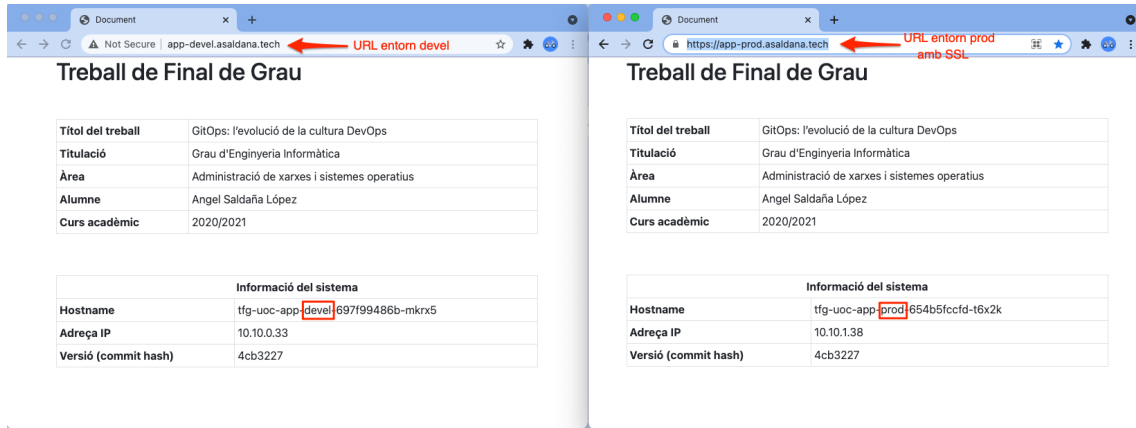 Document
Not Secure | app-devel.asaldana.tech
URL entorn devel
Treball de Final de Grau
Títol del treball GitOps: l'evolució de la cultura DevOps
Titulació Grau d'Enginyeria Informàtica
Àrea Administració de xarxes i sistemes operatius
Alumne Angel Saldaña López
Curs acadèmic 2020/2021
Informació del sistema
Hostname tfg-uoc-app-devel-697f99486b-mkrx5
Adreça IP 10.10.0.33
Versió (commit hash) 4cb3227
Document
https://app-prod.asaldana.tech
URL entorn prod
amb SSL
Treball de Final de Grau
Títol del treball GitOps: l'evolució de la cultura DevOps
Titulació Grau d'Enginyeria Informàtica
Àrea Administració de xarxes i sistemes operatius
Alumne Angel Saldaña López
Curs acadèmic 2020/2021
Informació del sistema
Hostname tfg-uoc-app-prod-654b5fccfd-t6x2k
Adreça IP 10.10.1.38
Versió (commit hash) 4cb3227